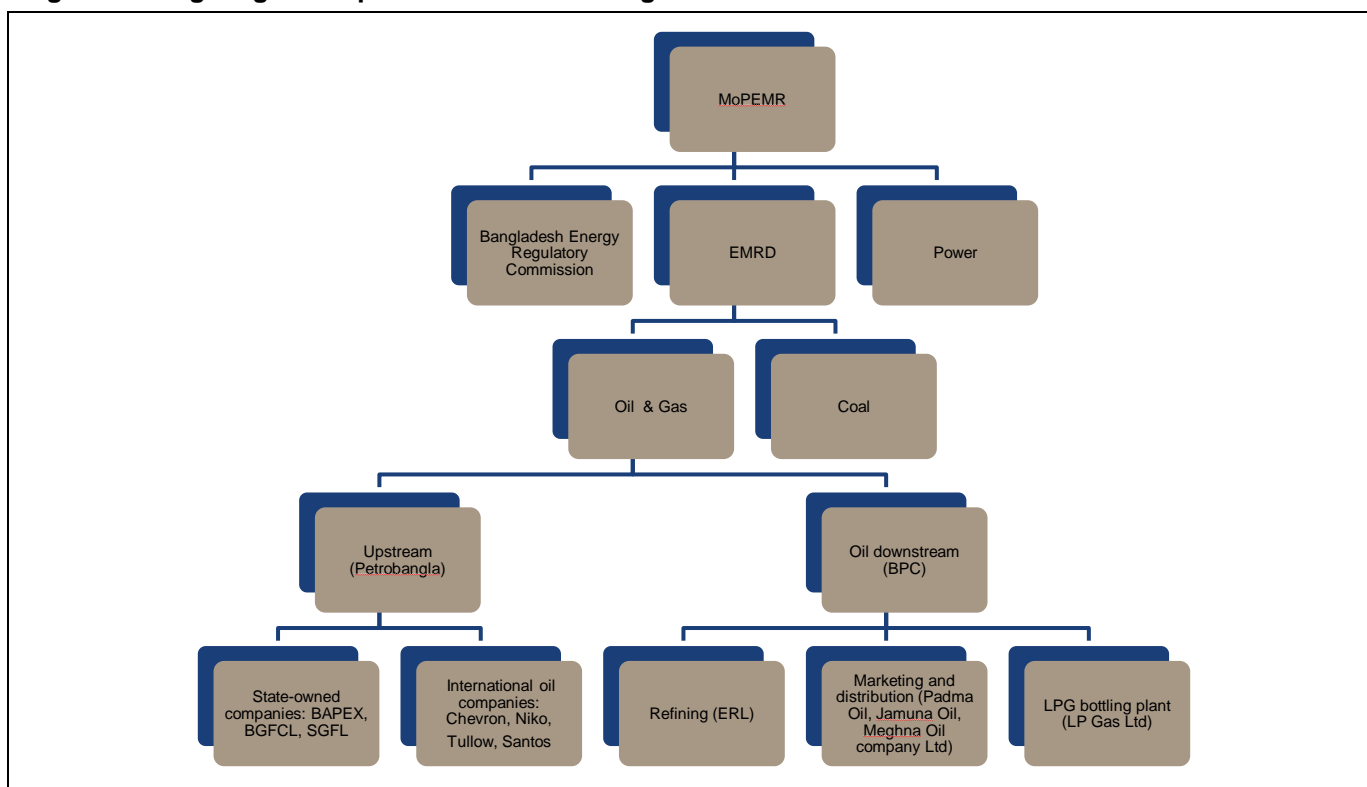 MoPEMR
Bangladesh Energy
Regulatory
Commission
EMRD
Power
Oil & Gas
Coal
Upstream
(Petrobangla)
Oil downstream
(BPC)
State-owned
companies: BAPEX,
BGFCL, SGFL
International oil
companies:
Chevron, Niko,
Tullow, Santos
Refining (ERL)
Marketing and
distribution (Padma
Oil, Jamuna Oil,
Meghna Oil
company Ltd)
LPG bottling plant
(LP Gas Ltd)